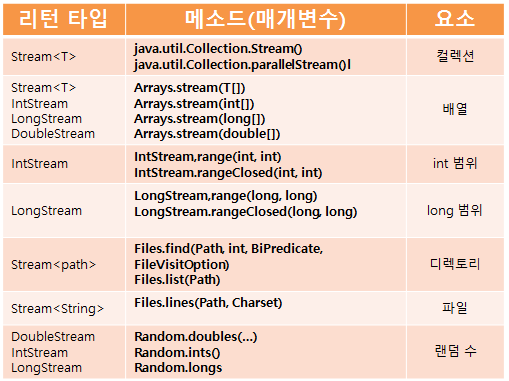 리턴 타입 메소드(매개변수) 요소
Stream<T> java.util.Collection.Stream() 컬렉션
java.util.Collection.parallelStream()l
Stream<T> Arrays.stream(T[]) 배열
IntStream Arrays.stream(int[])
LongStream Arrays.stream(long[])
DoubleStream Arrays.stream(double[])
IntStream IntStream,range(int, int) int 범위
IntStream.rangeClosed(int, int)
LongStream LongStream,range(long, long) long 범위
LongStream.rangeClosed(long, long)
Stream<path> Files.find(Path, int, BiPredicate, 디렉토리
FileVisitOption)
Files.list(Path)
Stream<String> Files.lines(Path, Charset) 파일
DoubleStream Random.doubles(...) 랜덤 수
IntStream Random.ints()
LongStream Random.longs